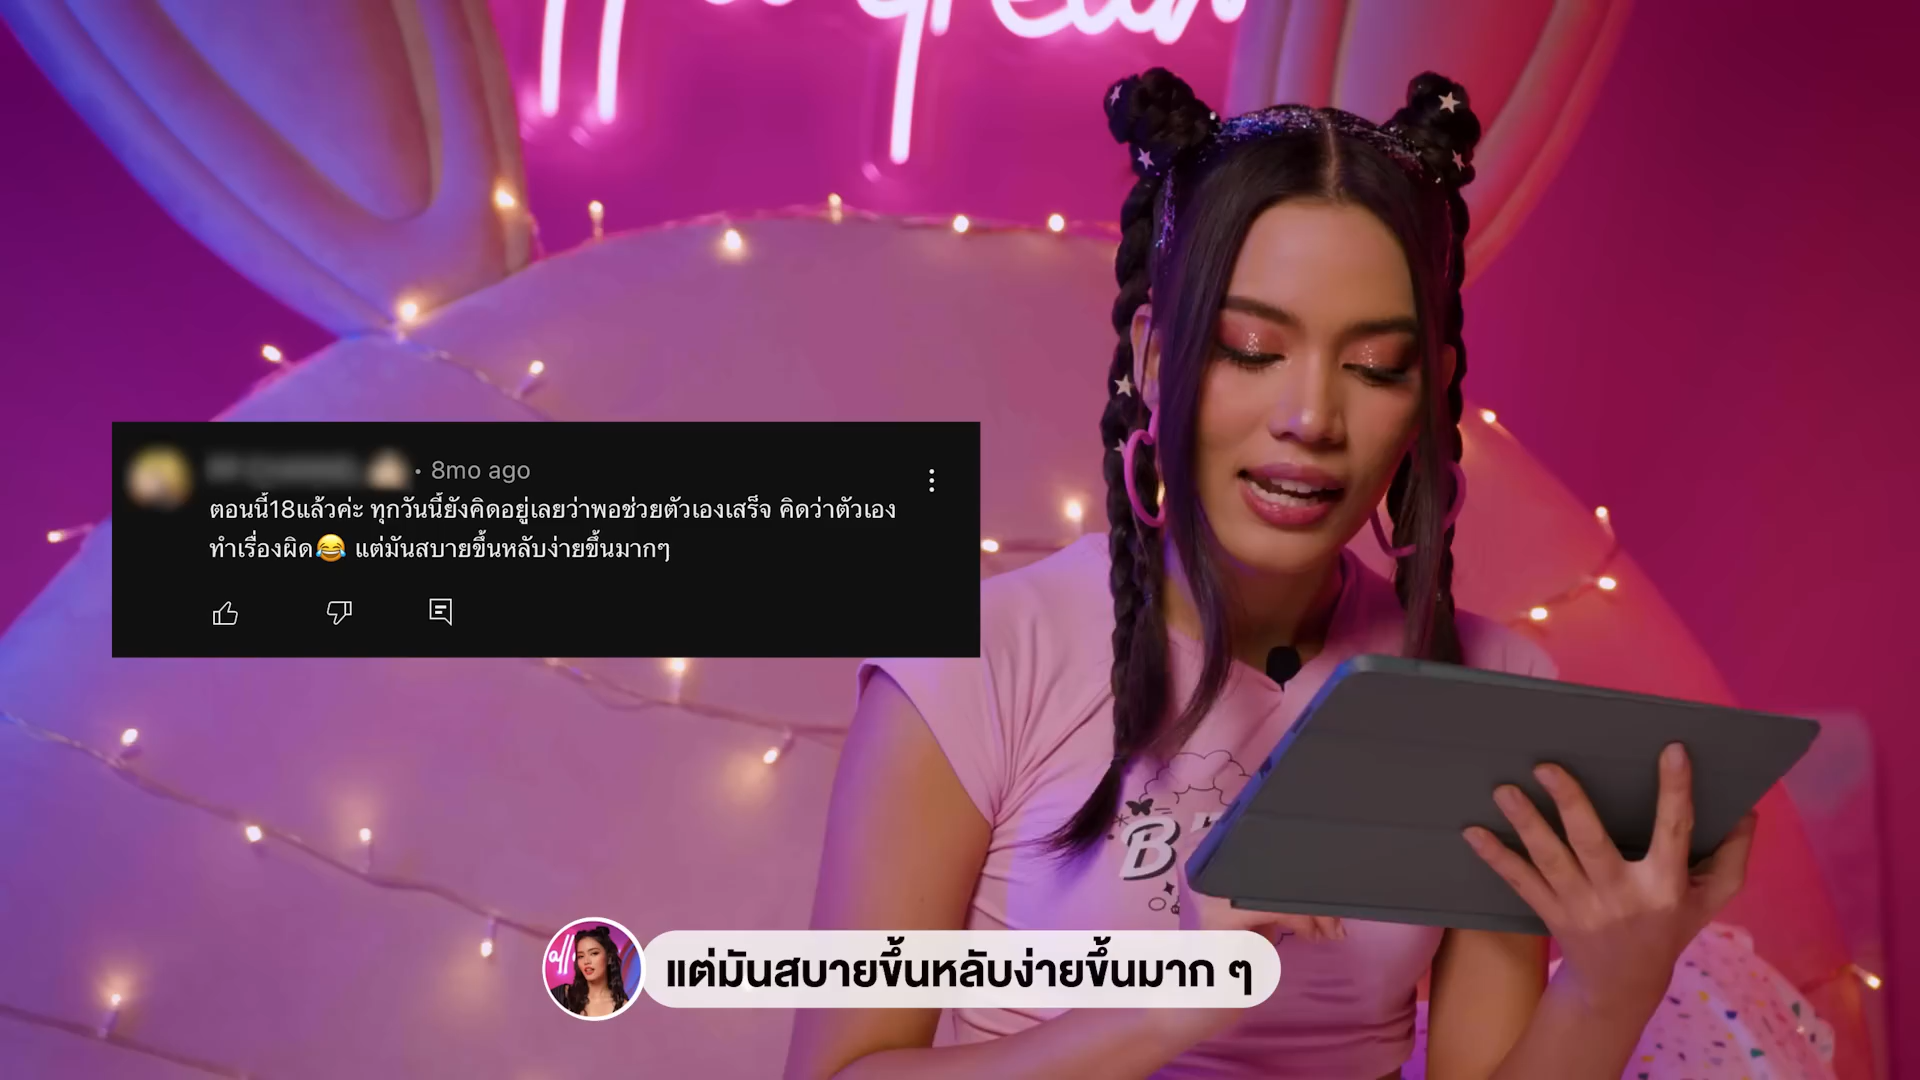 · 8mo ago
ตอนนี้18แล้วค่ะ ทุกวันนี้ยังคิดอยู่เลยว่าพอช่วยตัวเองเสร็จ คิดว่าตัวเอง
ทำเรื่องผิด😂 แต่มันสบายขึ้นหลับง่ายขึ้นมากๆ
B
แต่มันสบายขึ้นหลับง่ายขึ้นมาก ๆ